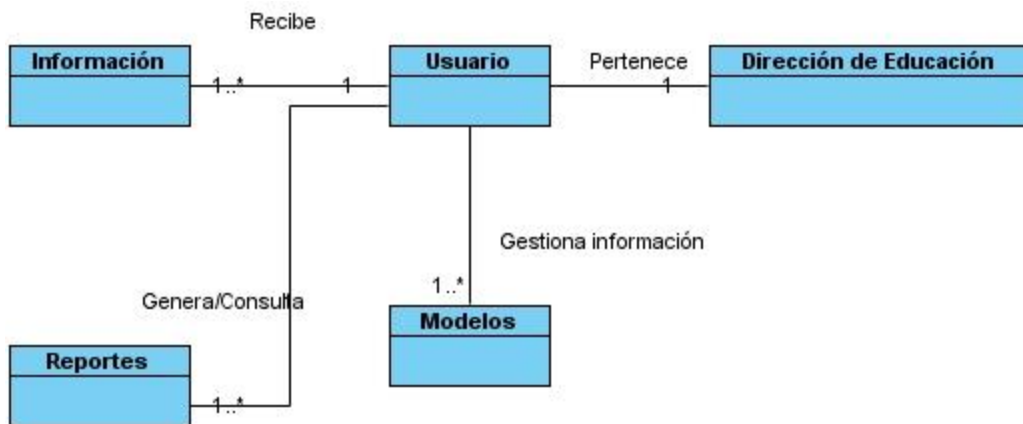 Recibe
Información
Usuario
Pertenece
Dirección de Educación
1..*
1
1
Gestiona información
1..*
Genera/Consulta
Modelos
Reportes
1..*